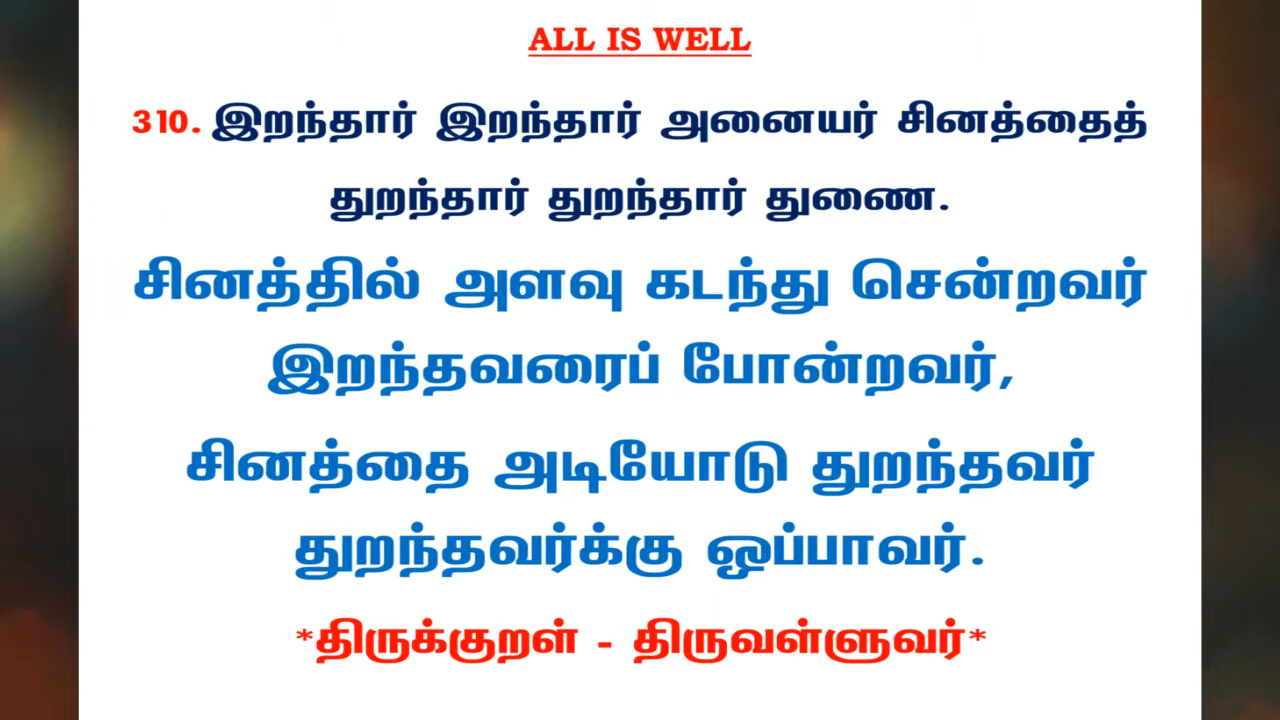 ALL IS WELL
310. இறந்தார் இறந்தார் அனையர் சினத்தைத்
துறந்தார் துறந்தார் துணை.
சினத்தில் அளவு கடந்து சென்றவர்
இறந்தவரைப் போன்றவர்,
சினத்தை அடியோடு துறந்தவர்
துறந்தவர்க்கு ஒப்பாவர்.
*திருக்குறள் - திருவள்ளுவர்*